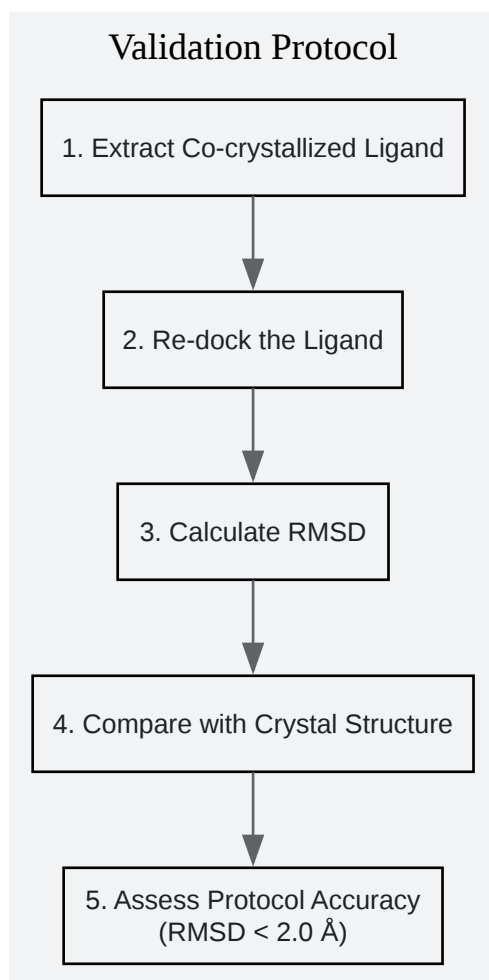 Validation Protocol
1. Extract Co-crystallized Ligand
2. Re-dock the Ligand
3. Calculate RMSD
4. Compare with Crystal Structure
5. Assess Protocol Accuracy
(RMSD < 2.0 Å)